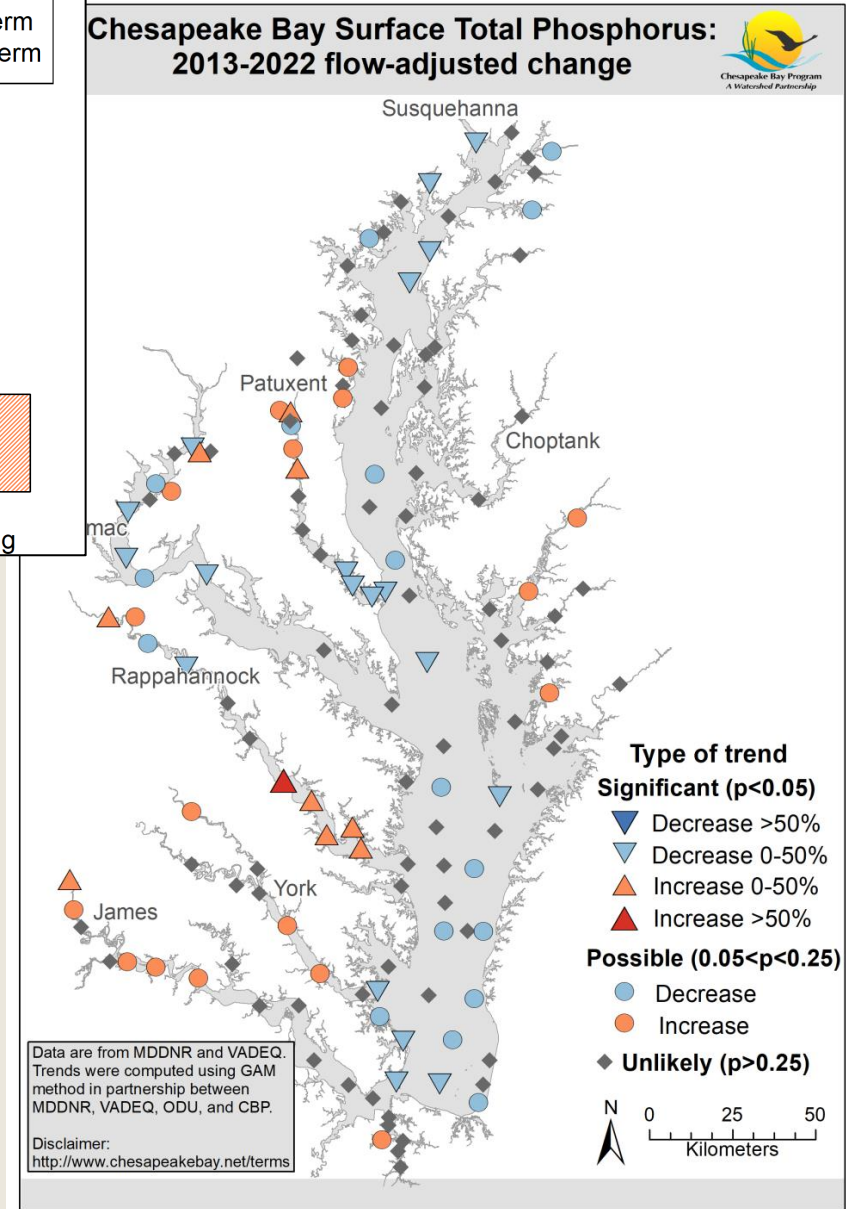 erm
erm
g
Chesapeake Bay Surface Total Phosphorus:
2013-2022 flow-adjusted change
Chesapeake Bay Program
A Watershed Partnership
Susquehanna
Patuxent
Choptank
mac
Rappahannock
York
James
Type of trend
Significant (p<0.05)
Decrease >50%
Decrease 0-50%
Increase 0-50%
Increase >50%
Possible (0.05<p<0.25)
Decrease
Increase
Unlikely (p>0.25)
N
0 25 50
Kilometers
Data are from MDDNR and VADEQ.
Trends were computed using GAM
method in partnership between
MDDNR, VADEQ, ODU, and CBP.
Disclaimer:
http://www.chesapeakebay.net/terms